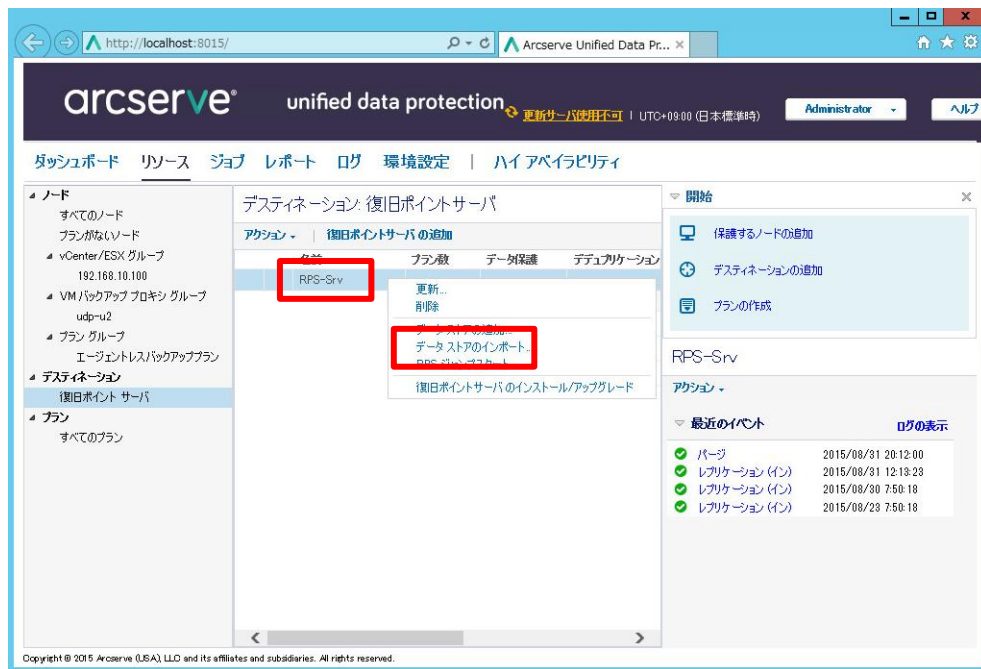 http://localhost:8015/
Arcserve Unified Data Pr...
arcserve®
unified data protection
更新サーバ使用不可 | UTC+09:00 (日本標準時)
Administrator
ヘルプ
ダッシュボード リソース ジョブ レポート ログ 環境設定 | ハイ アベイラビリティ
ノード
すべてのノード
プランがないノード
vCenter/ESX グループ
192.168.10.100
VM バックアップ プロキシ グループ
udp-u2
プラン グループ
エージェントレスバックアッププラン
デスティネーション
復旧ポイント サーバ
プラン
すべてのプラン
デスティネーション: 復旧ポイントサーバ
アクション | 復旧ポイントサーバの追加
名前 プラン数 データ保護 デデュプリケーション
RPS-Srv
更新...
削除
データ ストアの追加...
データ ストアのインポート...
RPS ジャンプスタート...
復旧ポイントサーバのインストール/アップグレード
開始
保護するノードの追加
デスティネーションの追加
プランの作成
RPS-Srv
アクション
最近のイベント
ログの表示
パージ 2015/08/31 20:12:00
レプリケーション (イン) 2015/08/31 12:13:23
レプリケーション (イン) 2015/08/30 7:50:18
レプリケーション (イン) 2015/08/23 7:50:18
Copyright © 2015 Arcserve (USA), LLC and its affiliates and subsidiaries. All rights reserved.